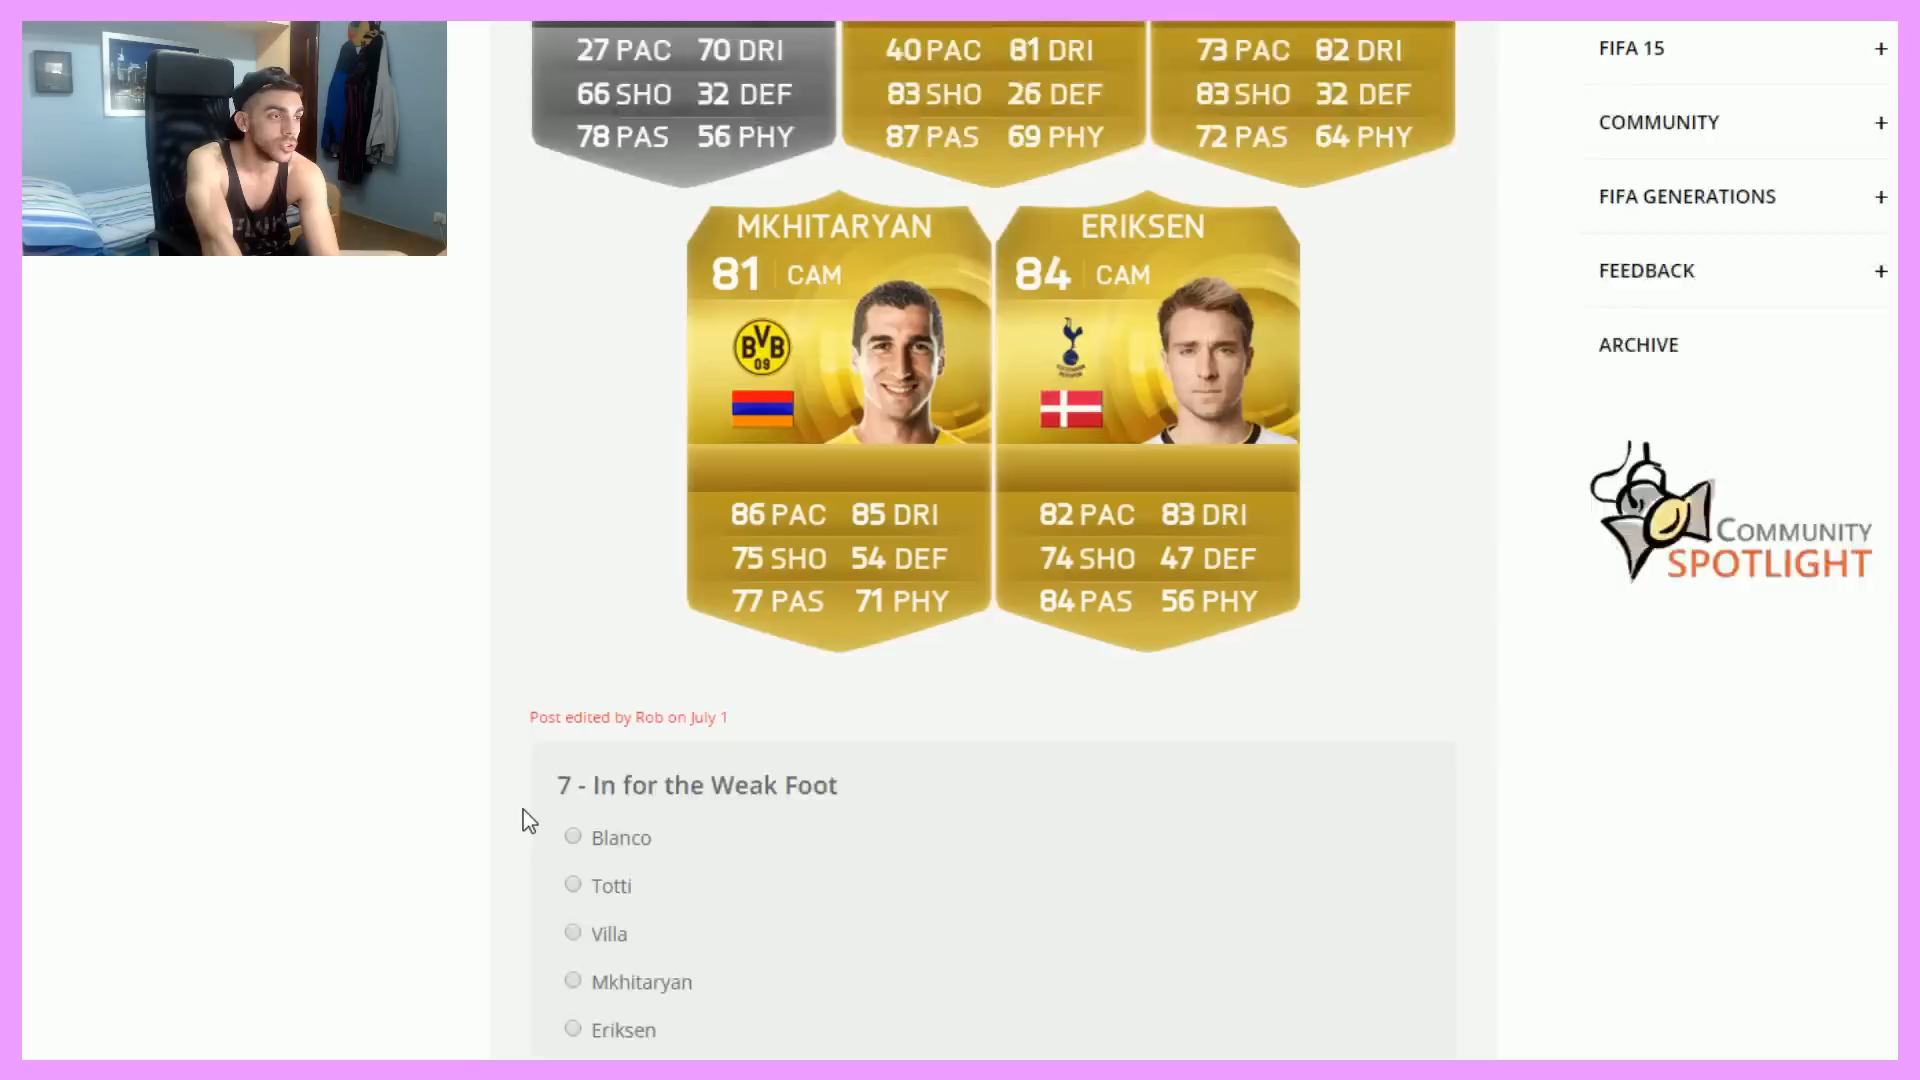 27 PAC 70 DRI
66 SHO 32 DEF
78 PAS 56 PHY
40 PAC 81 DRI
83 SHO 26 DEF
87 PAS 69 PHY
73 PAC 82 DRI
83 SHO 32 DEF
72 PAS 64 PHY
MKHITARYAN
81 CAM
BVB
09
86 PAC 85 DRI
75 SHO 54 DEF
77 PAS 71 PHY
ERIKSEN
84 CAM
82 PAC 83 DRI
74 SHO 47 DEF
84 PAS 56 PHY
Post edited by Rob on July 1
7 - In for the Weak Foot
Blanco
Totti
Villa
Mkhitaryan
Eriksen
FIFA 15 +
COMMUNITY +
FIFA GENERATIONS +
FEEDBACK +
ARCHIVE
COMMUNITY
SPOTLIGHT